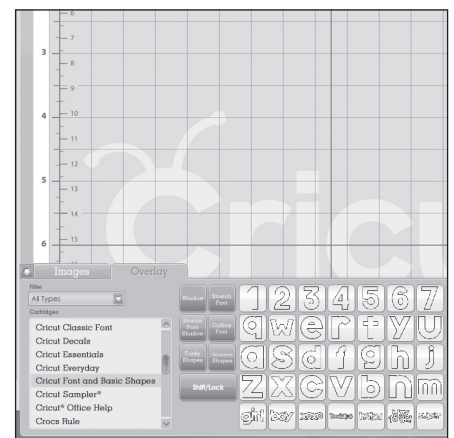 6
7
3
8
9
4
10
11
12
5
13
14
6
15
Cricu
Images
Overlay
Filter
All Types
Cartridges
Cricut Classic Font
Cricut Decals
Cricut Essentials
Cricut Everyday
Cricut Font and Basic Shapes
Cricut Sampler®
Cricut® Office Help
Crocs Rule
Shadow
Stretch Font
Stretch Font Shadow
Outline Font
Funky Shapes
Geometric Shapes
Shift/Lock
1 2 3 4 5 6 7
q w e r t y u
a s d f g h j
z x c v b n m
girl boy